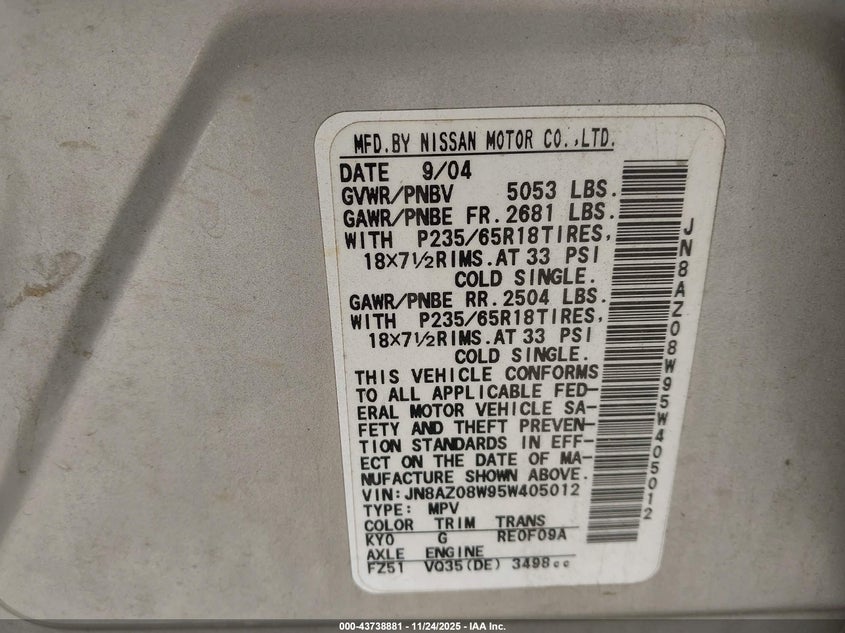 MFD.BY NISSAN MOTOR CO.,LTD.
DATE 9/04
GVWR/PNBV 5053 LBS.
GAWR/PNBE FR.2681 LBS.
WITH P235/65R18TIRES,
18×7½RIMS.AT 33 PSI
COLD SINGLE.
GAWR/PNBE RR.2504 LBS.
WITH P235/65R18TIRES,
18×7½RIMS.AT 33 PSI
COLD SINGLE.
THIS VEHICLE CONFORMS
TO ALL APPLICABLE FED-
ERAL MOTOR VEHICLE SA-
FETY AND THEFT PREVEN-
TION STANDARDS IN EFF-
ECT ON THE DATE OF MA-
NUFACTURE SHOWN ABOVE.
VIN:JN8AZ08W95W405012
TYPE: MPV
COLOR TRIM TRANS
KY0 G RE0F09A
AXLE ENGINE
FZ51 VQ35(DE) 3498cc
JN8AZ08W95W405012
000-43738881 - 11/24/2025 - IAA Inc.